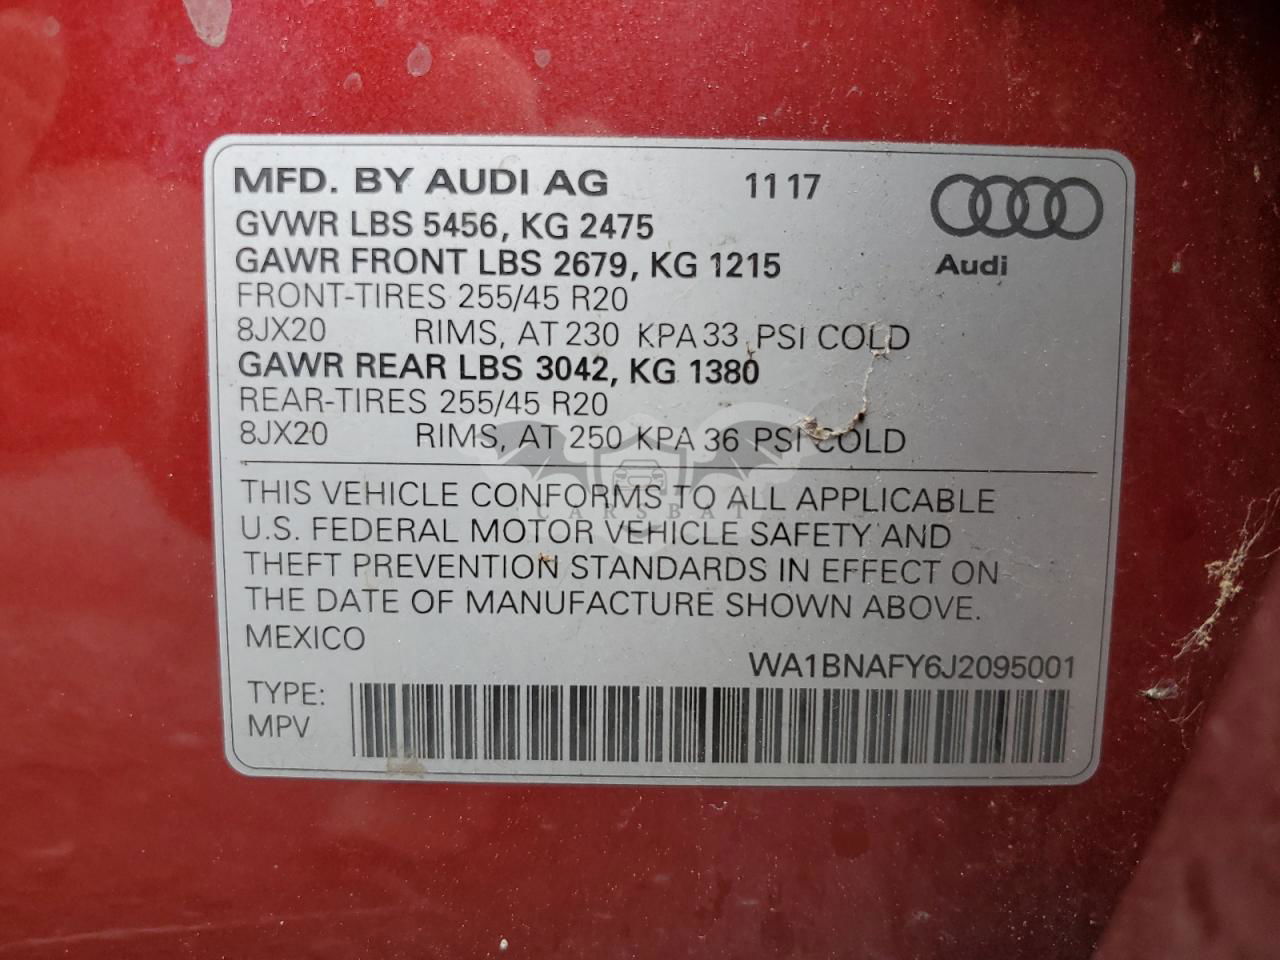 MFD. BY AUDI AG 11 17
GVWR LBS 5456, KG 2475
GAWR FRONT LBS 2679, KG 1215
Audi
FRONT-TIRES 255/45 R20
8JX20 RIMS, AT 230 KPA 33 PSI COLD
GAWR REAR LBS 3042, KG 1380
REAR-TIRES 255/45 R20
8JX20 RIMS, AT 250 KPA 36 PSI COLD
THIS VEHICLE CONFORMS TO ALL APPLICABLE
CARSBAT
U.S. FEDERAL MOTOR VEHICLE SAFETY AND
THEFT PREVENTION STANDARDS IN EFFECT ON
THE DATE OF MANUFACTURE SHOWN ABOVE.
MEXICO
WA1BNAFY6J2095001
TYPE:
MPV